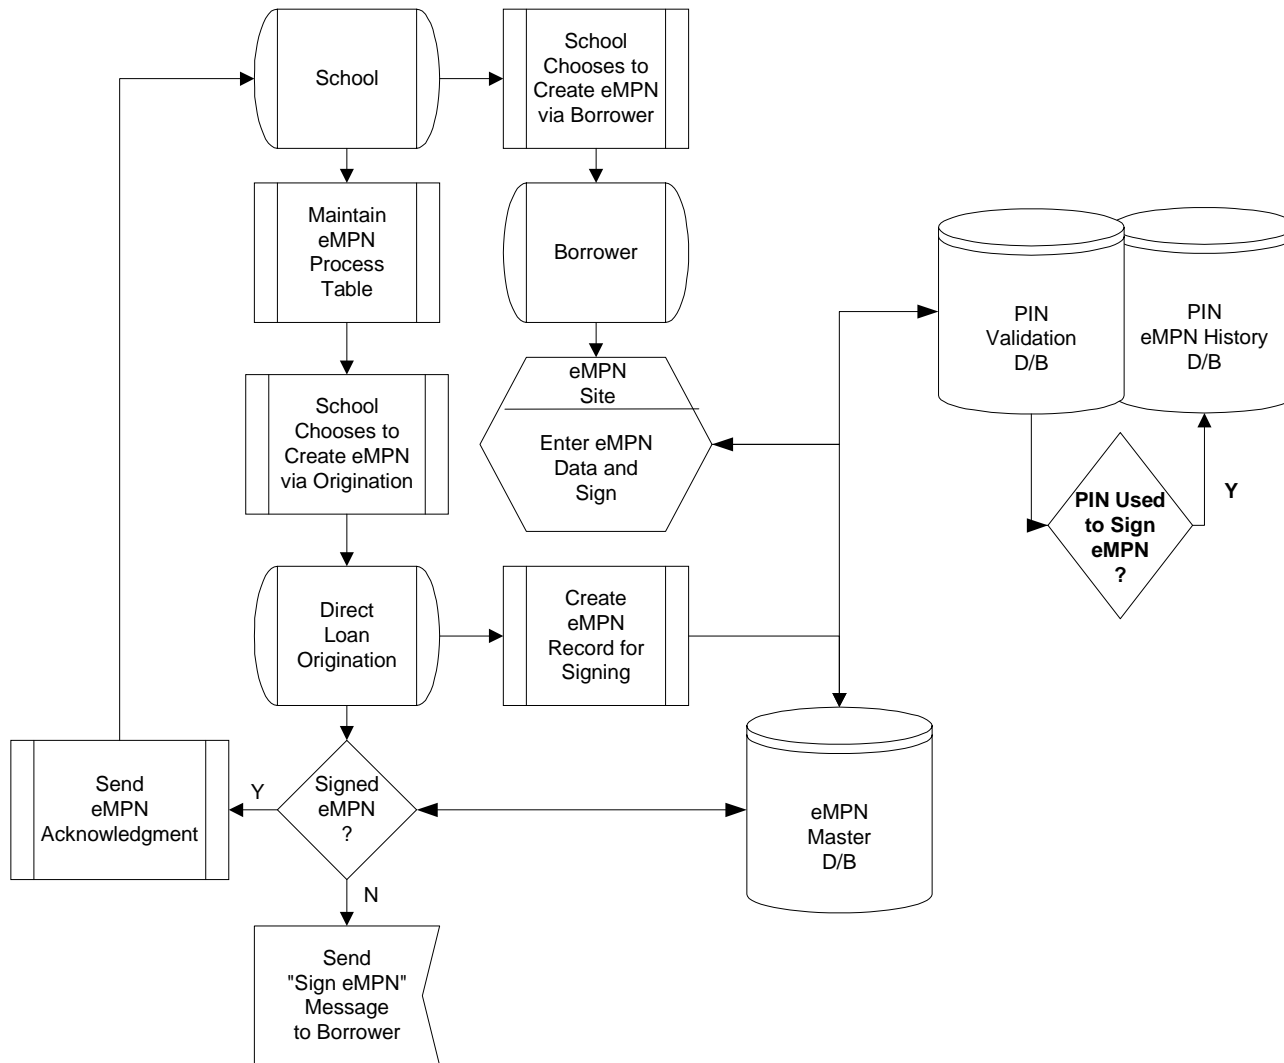 School
School
Chooses to
Create eMPN
via Borrower
Maintain
eMPN
Process
Table
Borrower
PIN
Validation
D/B
PIN
eMPN History
D/B
School
Chooses to
Create eMPN
via Origination
eMPN
Site
Enter eMPN
Data and
Sign
PIN Used
to Sign
eMPN
?
Y
Direct
Loan
Origination
Create
eMPN
Record for
Signing
Send
eMPN
Acknowledgment
Y
Signed
eMPN
?
N
eMPN
Master
D/B
Send
"Sign eMPN"
Message
to Borrower